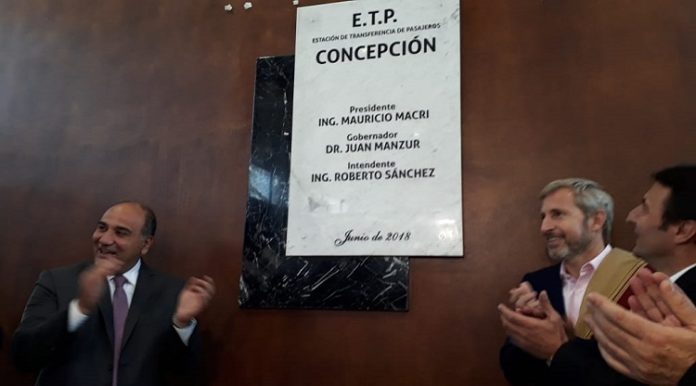 E.T.P.
ESTACIÓN DE TRANSFERENCIA DE PASAJEROS
CONCEPCIÓN
Presidente
ING. MAURICIO MACRI
Gobernador
DR. JUAN MANZUR
Intendente
ING. ROBERTO SÁNCHEZ
Junio de 2018